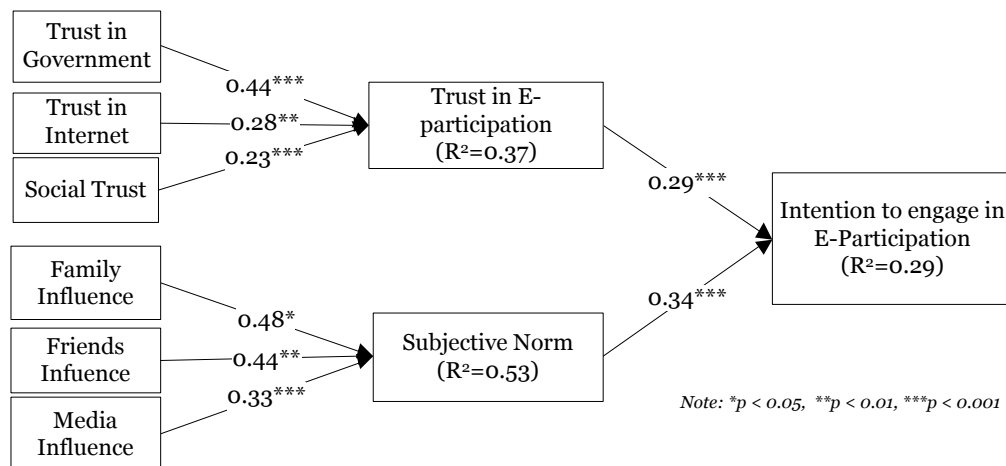 Trust in
Government
0.44***
Trust in
Internet
0.28**
Social Trust
0.23***
Trust in E-
participation
(R²=0.37)
0.29***
Intention to engage in
E-Participation
(R²=0.29)
Family
Influence
0.48*
Friends
Infuence
0.44**
Media
Influence
0.33***
Subjective Norm
(R²=0.53)
0.34***
Note: *p < 0.05, **p < 0.01, ***p < 0.001